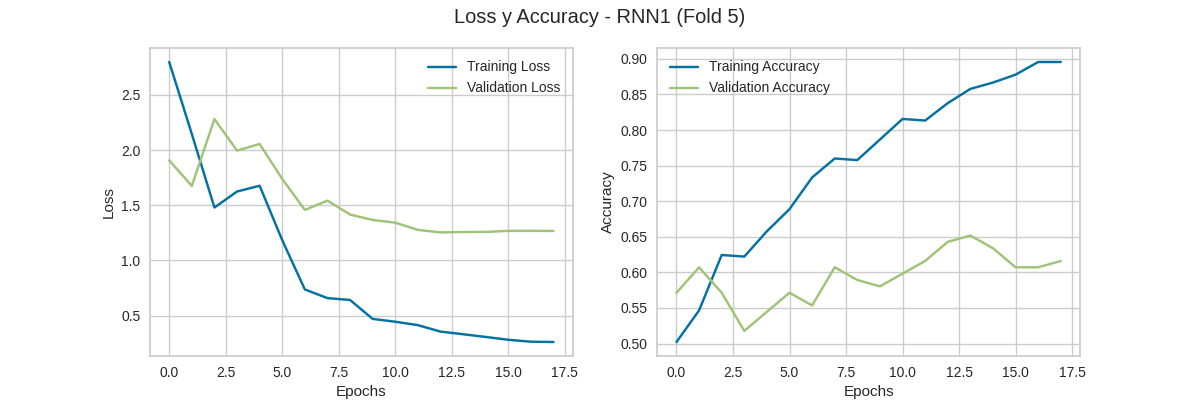 Loss y Accuracy - RNN1 (Fold 5)
Training Loss
Validation Loss
2.5
2.0
1.5
1.0
0.5
Loss
0.0 2.5 5.0 7.5 10.0 12.5 15.0 17.5
Epochs
Training Accuracy
Validation Accuracy
0.90
0.85
0.80
0.75
0.70
0.65
0.60
0.55
0.50
Accuracy
0.0 2.5 5.0 7.5 10.0 12.5 15.0 17.5
Epochs